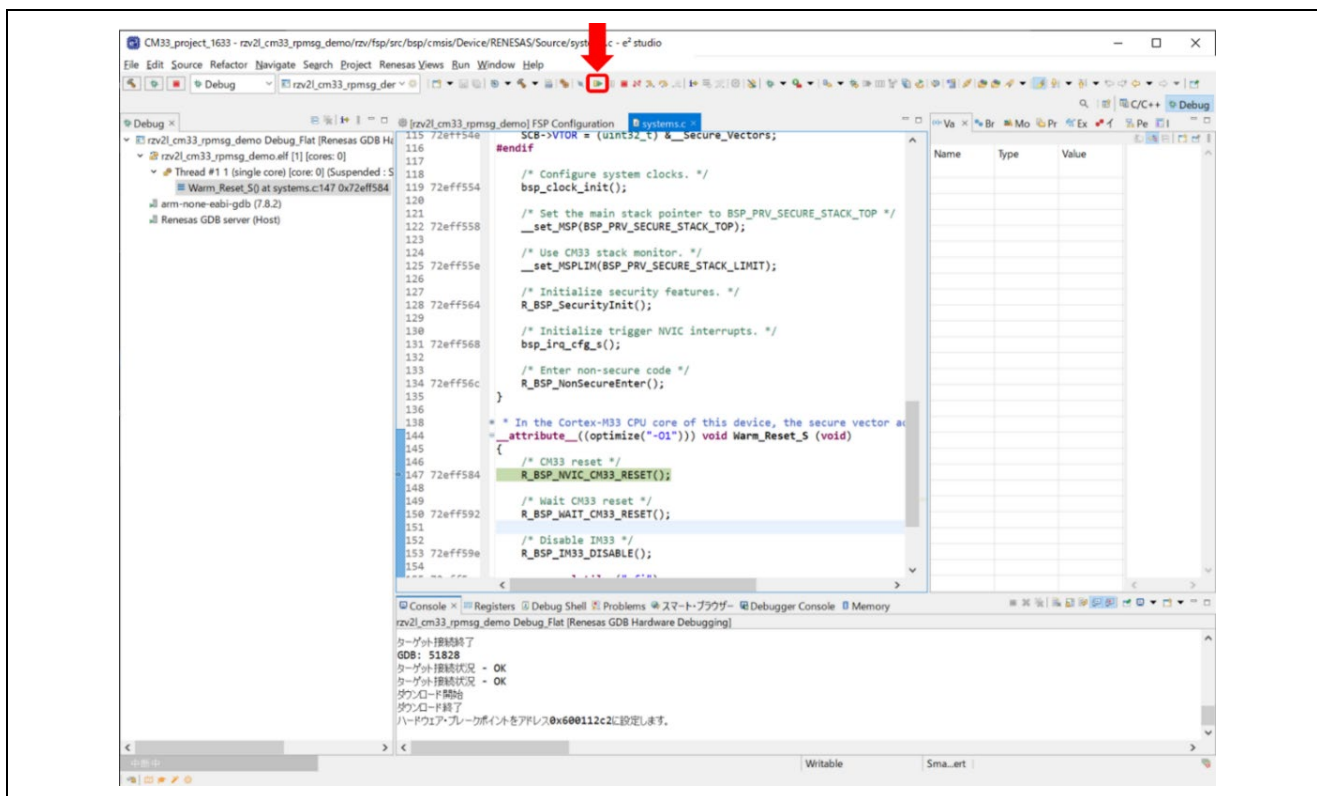 CM33_project_1633 - rzv2l_cm33_rpmsg_demo/rzv/fsp/src/bsp/cmsis/Device/RENESAS/Source/system.c - e² studio
File Edit Source Refactor Navigate Search Project Renesas Views Run Window Help
Debug rzv2l_cm33_rpmsg_der
C/C++ Debug
Debug
[rzv2l_cm33_rpmsg_demo] FSP Configuration systems.c
Va Br Mo Pr Ex イ Pe
rzv2l_cm33_rpmsg_demo Debug_Flat [Renesas GDB Ha
rzv2l_cm33_rpmsg_demo.elf [1] [cores: 0]
Thread #1 1 (single core) [core: 0] (Suspended : S
Warm_Reset_S() at systems.c:147 0x72eff584
arm-none-eabi-gdb (7.8.2)
Renesas GDB server (Host)
115 72eff54e SCB->VTOR = (uint32_t) &__Secure_Vectors;
116 #endif
117
118 /* Configure system clocks. */
119 72eff554 bsp_clock_init();
120
121 /* Set the main stack pointer to BSP_PRV_SECURE_STACK_TOP */
122 72eff558 __set_MSP(BSP_PRV_SECURE_STACK_TOP);
123
124 /* Use CM33 stack monitor. */
125 72eff55e __set_MSPLIM(BSP_PRV_SECURE_STACK_LIMIT);
126
127 /* Initialize security features. */
128 72eff564 R_BSP_SecurityInit();
129
130 /* Initialize trigger NVIC interrupts. */
131 72eff568 bsp_irq_cfg_s();
132
133 /* Enter non-secure code */
134 72eff56c R_BSP_NonSecureEnter();
135 }
136
138 * In the Cortex-M33 CPU core of this device, the secure vector ad
144 __attribute__((optimize("-O1"))) void Warm_Reset_S (void)
145 {
146 /* CM33 reset */
147 72eff584 R_BSP_NVIC_CM33_RESET();
148
149 /* Wait CM33 reset */
150 72eff592 R_BSP_WAIT_CM33_RESET();
151
152 /* Disable IM33 */
153 72eff59e R_BSP_IM33_DISABLE();
154
Name Type Value
Console Registers Debug Shell Problems スマート・ブラウザー Debugger Console Memory
rzv2l_cm33_rpmsg_demo Debug_Flat [Renesas GDB Hardware Debugging]
ターゲット接続終了
GDB: 51828
ターゲット接続状況 - OK
ターゲット接続状況 - OK
ダウンロード開始
ダウンロード終了
ハードウェア・ブレークポイントをアドレス0x600112c2に設定します。
中断中
Writable
Sma...ert